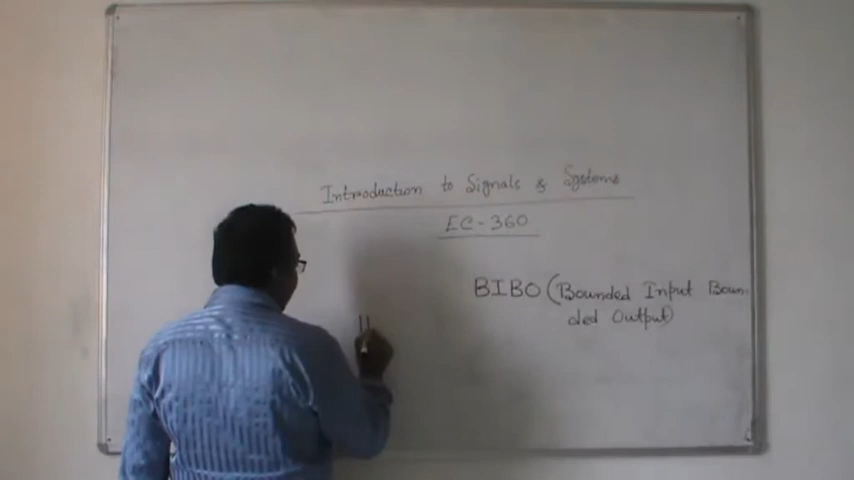 Introduction to Signals & Systems
EC-360
BIBO (Bounded Input Boun-
ded Output)